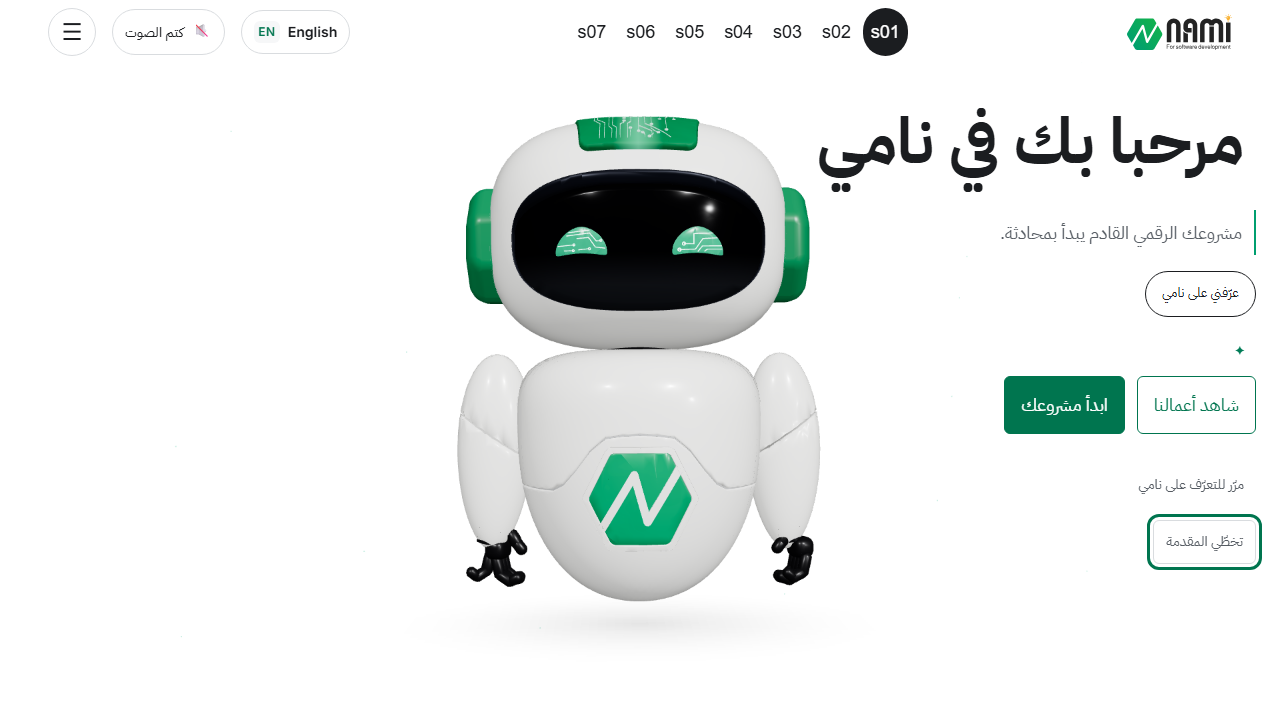 nami
For software development
s01
s02
s03
s04
s05
s06
s07
English EN
كتم الصوت
مرحبا بك في نامي
مشروعك الرقمي القادم يبدأ بمحادثة.
عرّفني على نامي
شاهد أعمالنا
ابدأ مشروعك
مرّر للتعرّف على نامي
تخطّي المقدمة